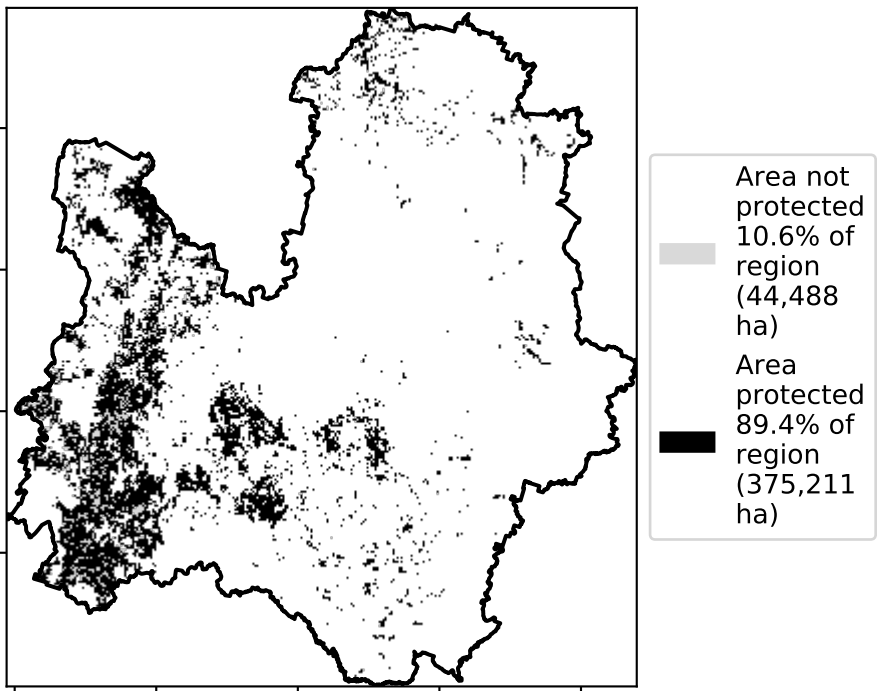 Area not
protected
10.6% of
region
(44,488
ha)
Area
protected
89.4% of
region
(375,211
ha)